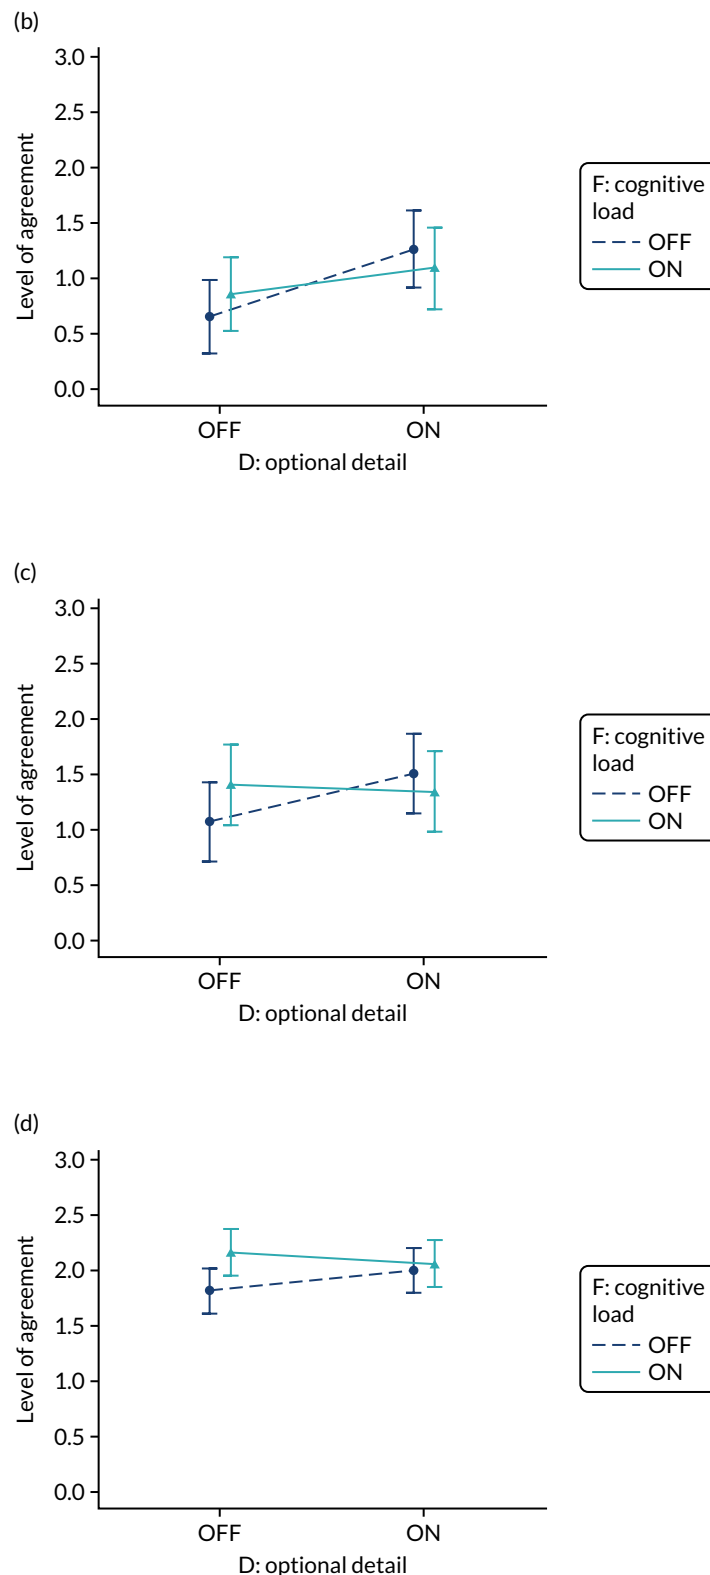 (b)
3.0
2.5
2.0
1.5
1.0
0.5
0.0
Level of agreement
OFF ON
D: optional detail
F: cognitive
load
OFF
ON
(c)
3.0
2.5
2.0
1.5
1.0
0.5
0.0
Level of agreement
OFF ON
D: optional detail
F: cognitive
load
OFF
ON
(d)
3.0
2.5
2.0
1.5
1.0
0.5
0.0
Level of agreement
OFF ON
D: optional detail
F: cognitive
load
OFF
ON